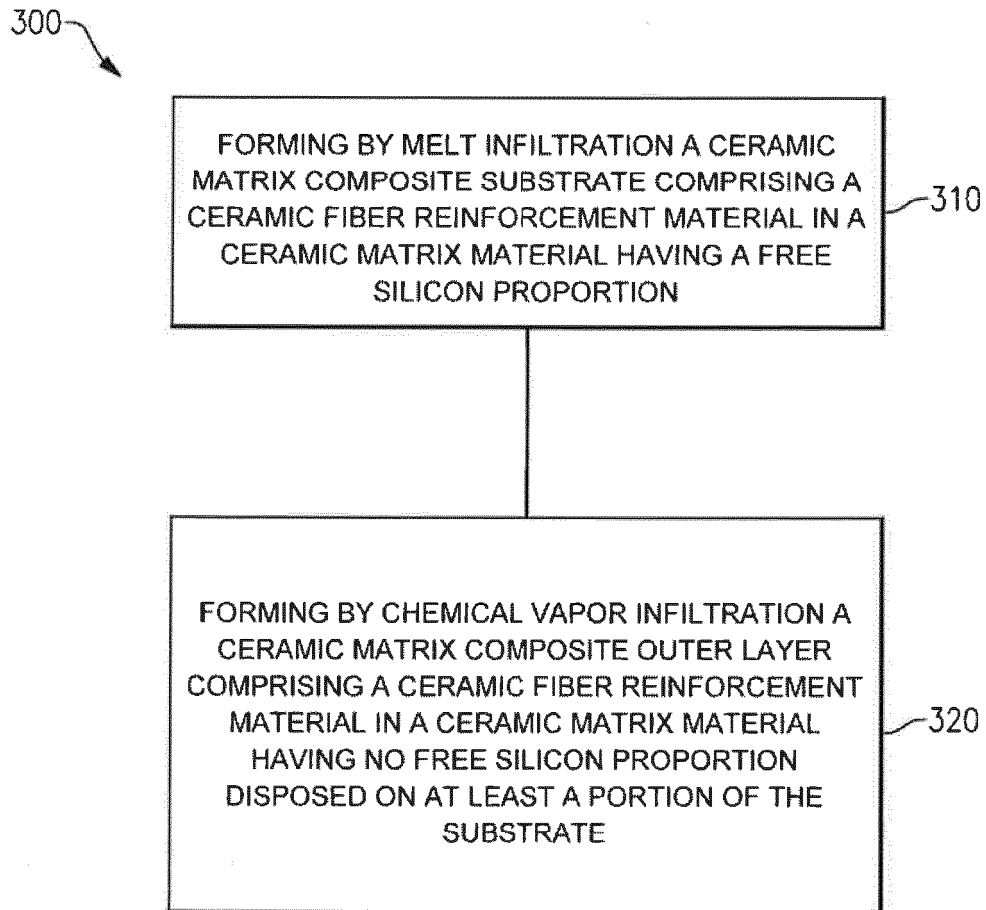 300
FORMING BY MELT INFILTRATION A CERAMIC
MATRIX COMPOSITE SUBSTRATE COMPRISING A
CERAMIC FIBER REINFORCEMENT MATERIAL IN A
CERAMIC MATRIX MATERIAL HAVING A FREE
SILICON PROPORTION
310
FORMING BY CHEMICAL VAPOR INFILTRATION A
CERAMIC MATRIX COMPOSITE OUTER LAYER
COMPRISING A CERAMIC FIBER REINFORCEMENT
MATERIAL IN A CERAMIC MATRIX MATERIAL
HAVING NO FREE SILICON PROPORTION
DISPOSED ON AT LEAST A PORTION OF THE
SUBSTRATE
320